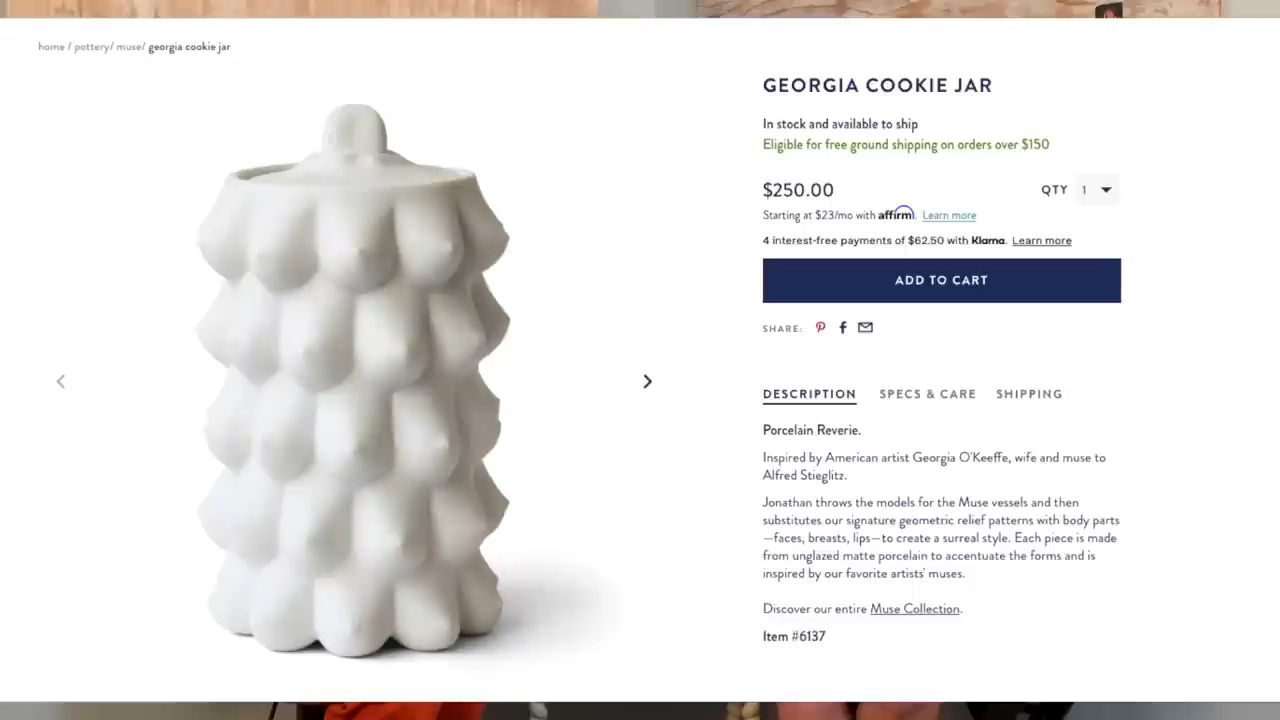 home / pottery/ muse/ georgia cookie jar
GEORGIA COOKIE JAR
In stock and available to ship
Eligible for free ground shipping on orders over $150
$250.00
QTY 1
Starting at $23/mo with affirm. Learn more
4 interest-free payments of $62.50 with Klarna. Learn more
ADD TO CART
SHARE:
DESCRIPTION SPECS & CARE SHIPPING
Porcelain Reverie.
Inspired by American artist Georgia O'Keeffe, wife and muse to
Alfred Stieglitz.
Jonathan throws the models for the Muse vessels and then
substitutes our signature geometric relief patterns with body parts
—faces, breasts, lips—to create a surreal style. Each piece is made
from unglazed matte porcelain to accentuate the forms and is
inspired by our favorite artists' muses.
Discover our entire Muse Collection.
Item #6137